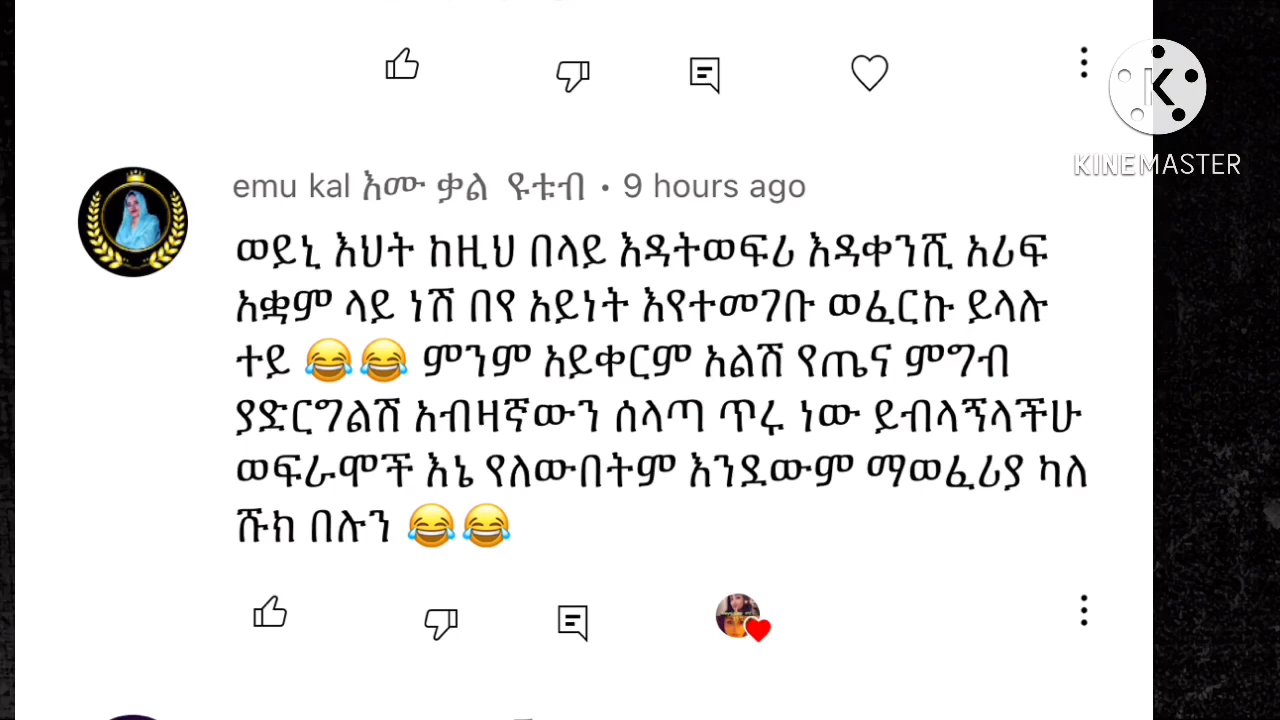 KINEMASTER
emu kal እሙ ቃል ዩቱብ • 9 hours ago
ወይኒ እህት ከዚህ በላይ እዳትወፍሪ እዳቀንሺ አሪፍ
አቋም ላይ ነሽ በየ አይነት እየተመገቡ ወፈርኩ ይላሉ
ተይ 😂😂 ምንም አይቀርም አልሽ የጤና ምግብ
ያድርግልሽ አብዛኛውን ሰላጣ ጥሩ ነው ይብላኝላችሁ
ወፍራሞች እኔ የለውበትም እንደውም ማወፈሪያ ካለ
ሹክ በሉን 😂😂